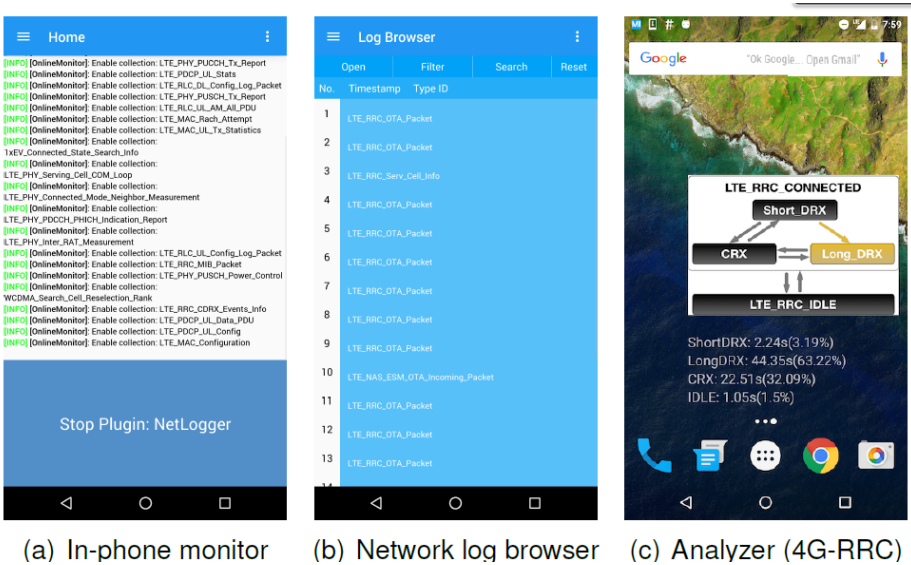 Home
[INFO] [OnlineMonitor]: Enable collection: LTE_PHY_PUCCH_Tx_Report
[INFO] [OnlineMonitor]: Enable collection: LTE_PDCP_UL_Stats
[INFO] [OnlineMonitor]: Enable collection: LTE_RLC_DL_Config_Log_Packet
[INFO] [OnlineMonitor]: Enable collection: LTE_PHY_PUSCH_Tx_Report
[INFO] [OnlineMonitor]: Enable collection: LTE_RLC_UL_AM_All_PDU
[INFO] [OnlineMonitor]: Enable collection: LTE_MAC_Rach_Attempt
[INFO] [OnlineMonitor]: Enable collection: LTE_MAC_UL_Tx_Statistics
[INFO] [OnlineMonitor]: Enable collection:
1xEV_Connected_State_Search_Info
[INFO] [OnlineMonitor]: Enable collection:
LTE_PHY_Serving_Cell_COM_Loop
[INFO] [OnlineMonitor]: Enable collection:
LTE_PHY_Connected_Mode_Neighbor_Measurement
[INFO] [OnlineMonitor]: Enable collection:
LTE_PHY_PDCCH_PHICH_Indication_Report
[INFO] [OnlineMonitor]: Enable collection:
LTE_PHY_Inter_RAT_Measurement
[INFO] [OnlineMonitor]: Enable collection: LTE_RLC_UL_Config_Log_Packet
[INFO] [OnlineMonitor]: Enable collection: LTE_RRC_MIB_Packet
[INFO] [OnlineMonitor]: Enable collection: LTE_PHY_PUSCH_Power_Control
[INFO] [OnlineMonitor]: Enable collection:
WCDMA_Search_Cell_Reselection_Rank
[INFO] [OnlineMonitor]: Enable collection: LTE_RRC_CDRX_Events_Info
[INFO] [OnlineMonitor]: Enable collection: LTE_PDCP_UL_Data_PDU
[INFO] [OnlineMonitor]: Enable collection: LTE_PDCP_UL_Config
[INFO] [OnlineMonitor]: Enable collection: LTE_MAC_Configuration
Stop Plugin: NetLogger
(a) In-phone monitor
Log Browser
Open Filter Search Reset
No. Timestamp Type ID
1 LTE_RRC_OTA_Packet
2 LTE_RRC_OTA_Packet
3 LTE_RRC_Serv_Cell_Info
4 LTE_RRC_OTA_Packet
5 LTE_RRC_OTA_Packet
6 LTE_RRC_OTA_Packet
7 LTE_RRC_OTA_Packet
8 LTE_RRC_OTA_Packet
9 LTE_RRC_OTA_Packet
10 LTE_NAS_ESM_OTA_Incoming_Packet
11 LTE_RRC_OTA_Packet
12 LTE_RRC_OTA_Packet
13 LTE_RRC_OTA_Packet
(b) Network log browser
7:59
Google "Ok Google... Open Gmail"
LTE_RRC_CONNECTED
Short_DRX
CRX Long_DRX
LTE_RRC_IDLE
ShortDRX: 2.24s(3.19%)
LongDRX: 44.35s(63.22%)
CRX: 22.51s(32.09%)
IDLE: 1.05s(1.5%)
(c) Analyzer (4G-RRC)